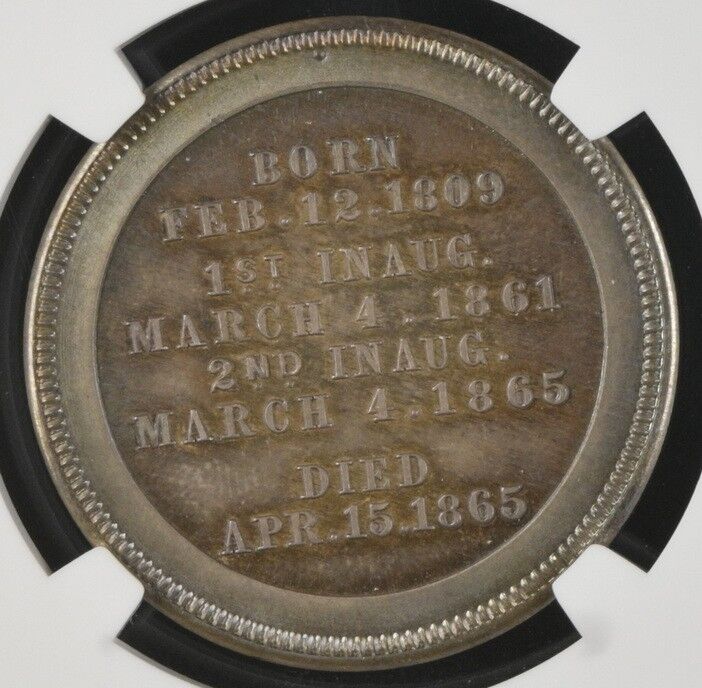 BORN
FEB.12.1809
1ST INAUG.
MARCH 4.1861
2ND INAUG.
MARCH 4.1865
DIED
APR.15.1865